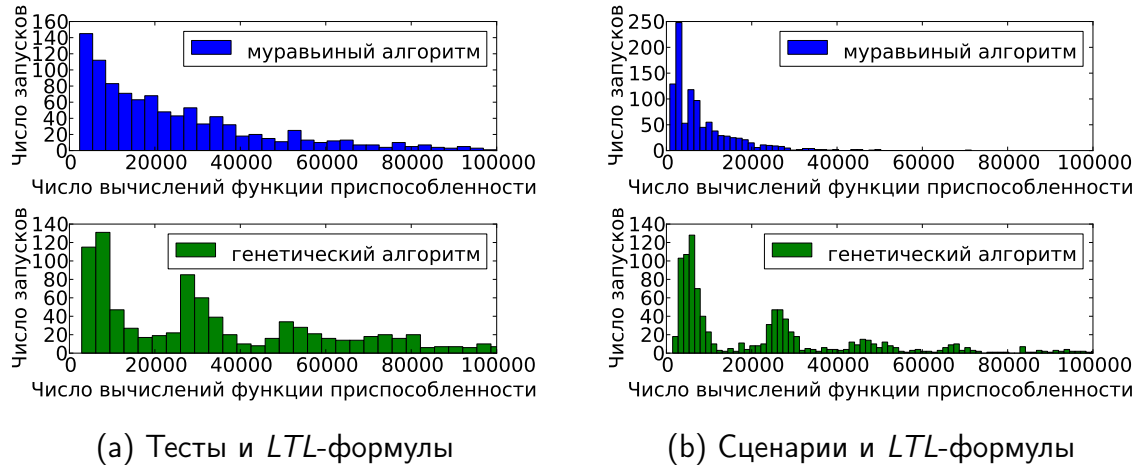 160
140
120
100
80
60
40
20
0
Число запусков
муравьиный алгоритм
0 20000 40000 60000 80000 100000
Число вычислений функции приспособленности
140
120
100
80
60
40
20
0
Число запусков
генетический алгоритм
0 20000 40000 60000 80000 100000
Число вычислений функции приспособленности
(a) Тесты и LTL-формулы
250
200
150
100
50
0
Число запусков
муравьиный алгоритм
0 20000 40000 60000 80000 100000
Число вычислений функции приспособленности
140
120
100
80
60
40
20
0
Число запусков
генетический алгоритм
0 20000 40000 60000 80000 100000
Число вычислений функции приспособленности
(b) Сценарии и LTL-формулы